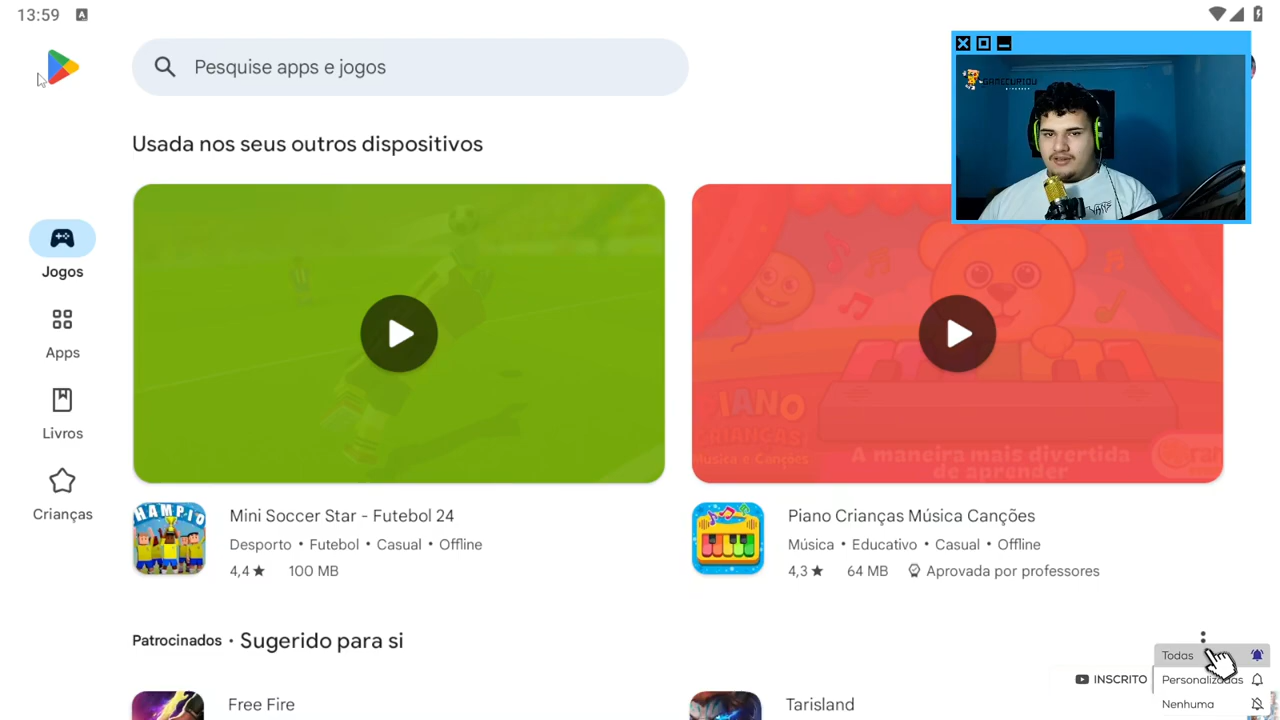 13:59
Pesquise apps e jogos
GAMECUPIDU
Usada nos seus outros dispositivos
Jogos
Apps
Livros
Crianças
PIANO
CRIANÇAS!
Música e Canções
A maneira mais divertida
de aprender
CHAMPIO
Mini Soccer Star - Futebol 24
Desporto • Futebol • Casual • Offline
4,4★ 100 MB
Piano Crianças Música Canções
Música • Educativo • Casual • Offline
4,3★ 64 MB Aprovada por professores
Patrocinados · Sugerido para si
Todas
INSCRITO
Personalizadas
Nenhuma
Free Fire
Tarisland